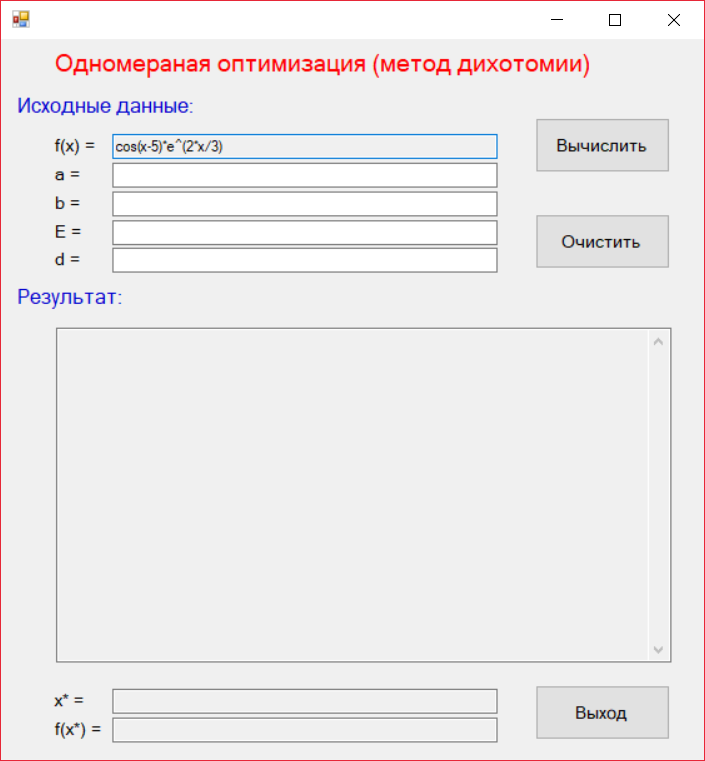 Одномераная оптимизация (метод дихотомии)
Исходные данные:
f(x) = cos(x-5)*e^(2*x/3)
Вычислить
a =
b =
E =
Очистить
d =
Результат:
x* =
f(x*) =
Выход